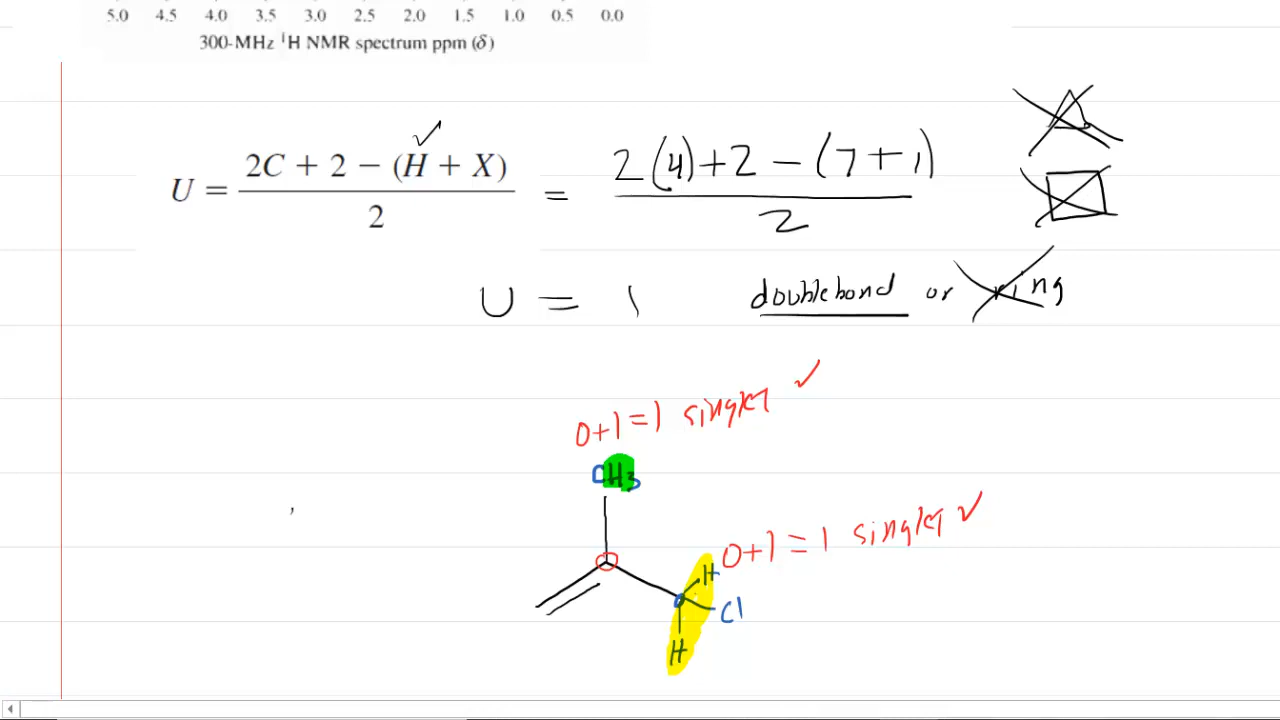 5.0 4.5 4.0 3.5 3.0 2.5 2.0 1.5 1.0 0.5 0.0
300-MHz ¹H NMR spectrum ppm (δ)
U = 2C + 2 − (H + X) / 2 = 2(4)+2 − (7+1) / 2
U = 1 double bond or ring
0+1=1 singlet ✓
CH3
0+1=1 singlet ✓
H
Cl
H